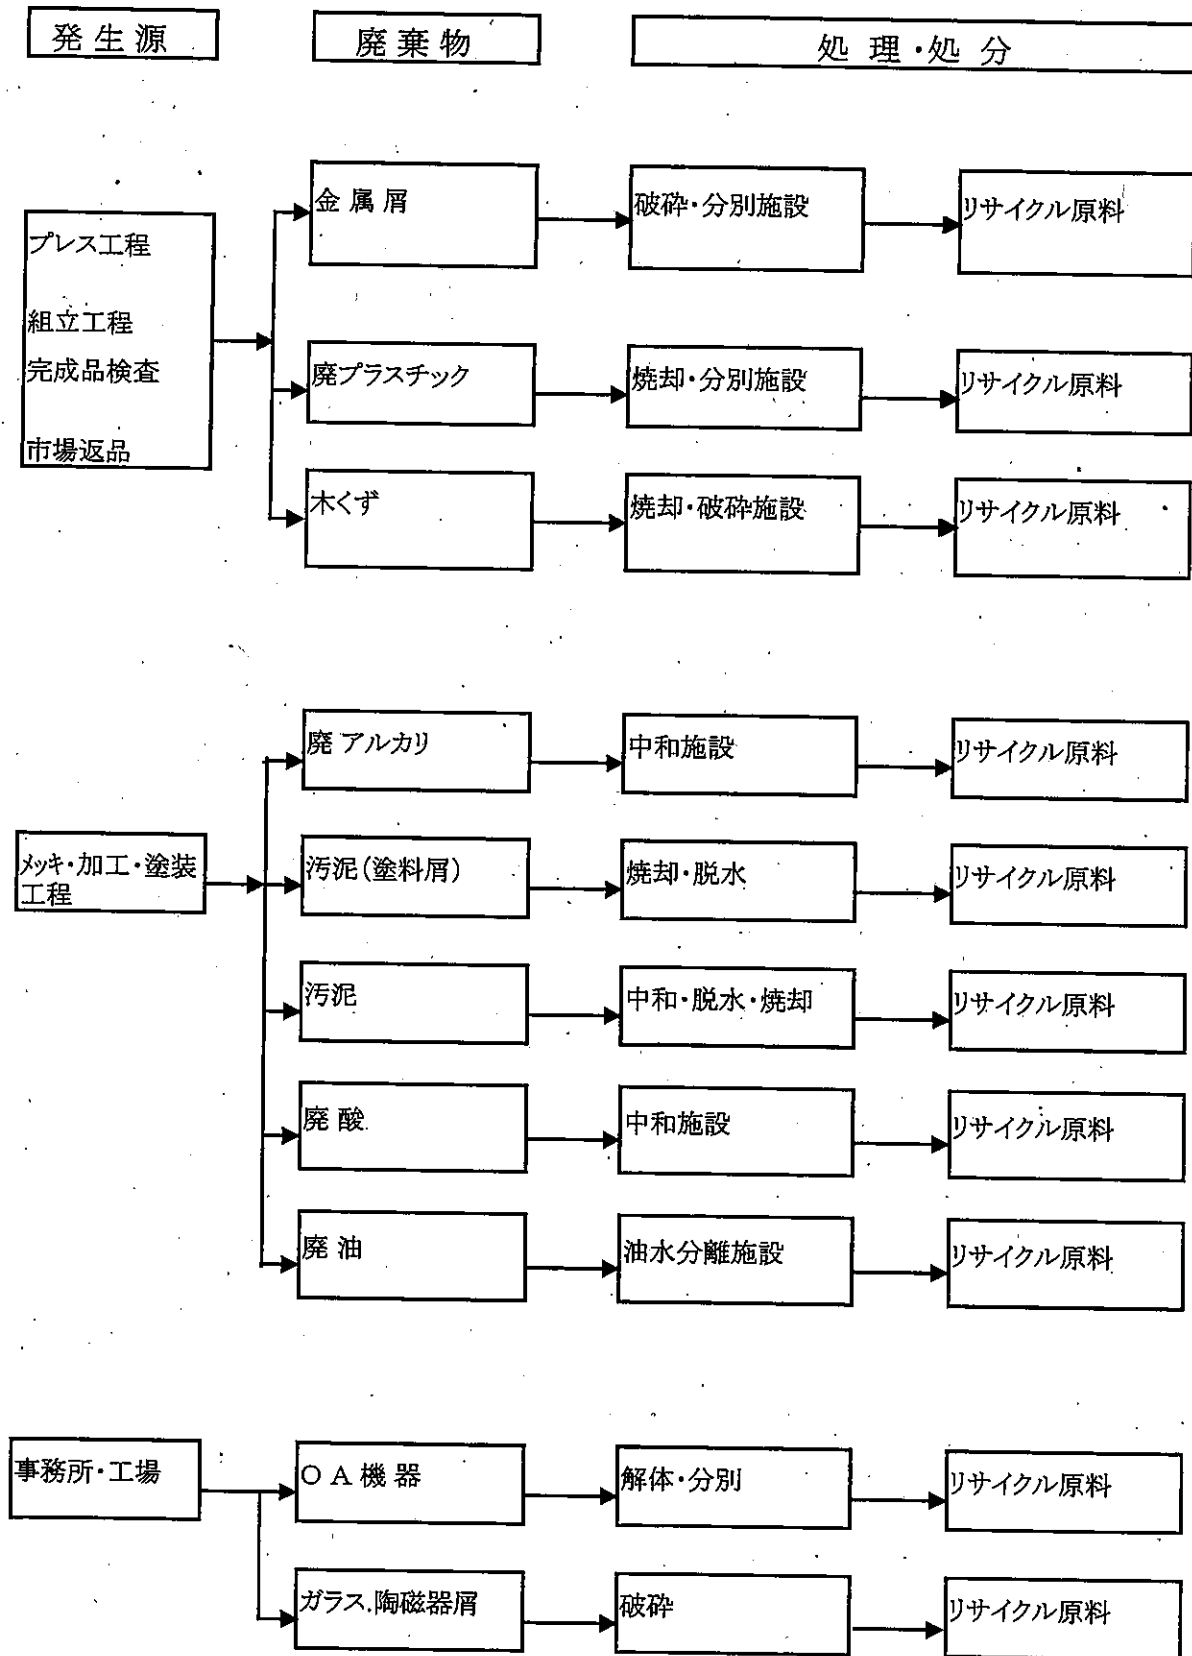 発生源
廃棄物
処理・処分
プレス工程
組立工程
完成品検査
市場返品
金属屑
破砕・分別施設
リサイクル原料
廃プラスチック
焼却・分別施設
リサイクル原料
木くず
焼却・破砕施設
リサイクル原料
メッキ・加工・塗装
工程
廃アルカリ
中和施設
リサイクル原料
汚泥(塗料屑)
焼却・脱水
リサイクル原料
汚泥
中和・脱水・焼却
リサイクル原料
廃酸
中和施設
リサイクル原料
廃油
油水分離施設
リサイクル原料
事務所・工場
OA機器
解体・分別
リサイクル原料
ガラス.陶磁器屑
破砕
リサイクル原料